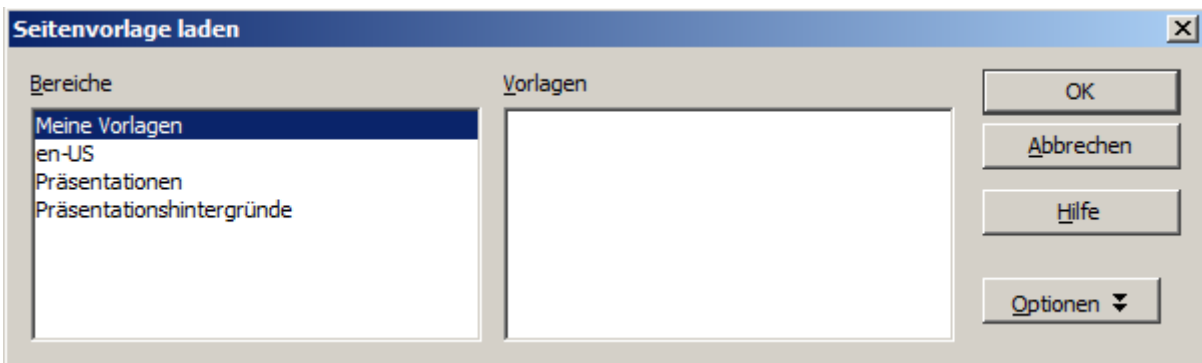 Seitenvorlage laden
Bereiche
Meine Vorlagen
en-US
Präsentationen
Präsentationshintergründe
Vorlagen
OK
Abbrechen
Hilfe
Optionen